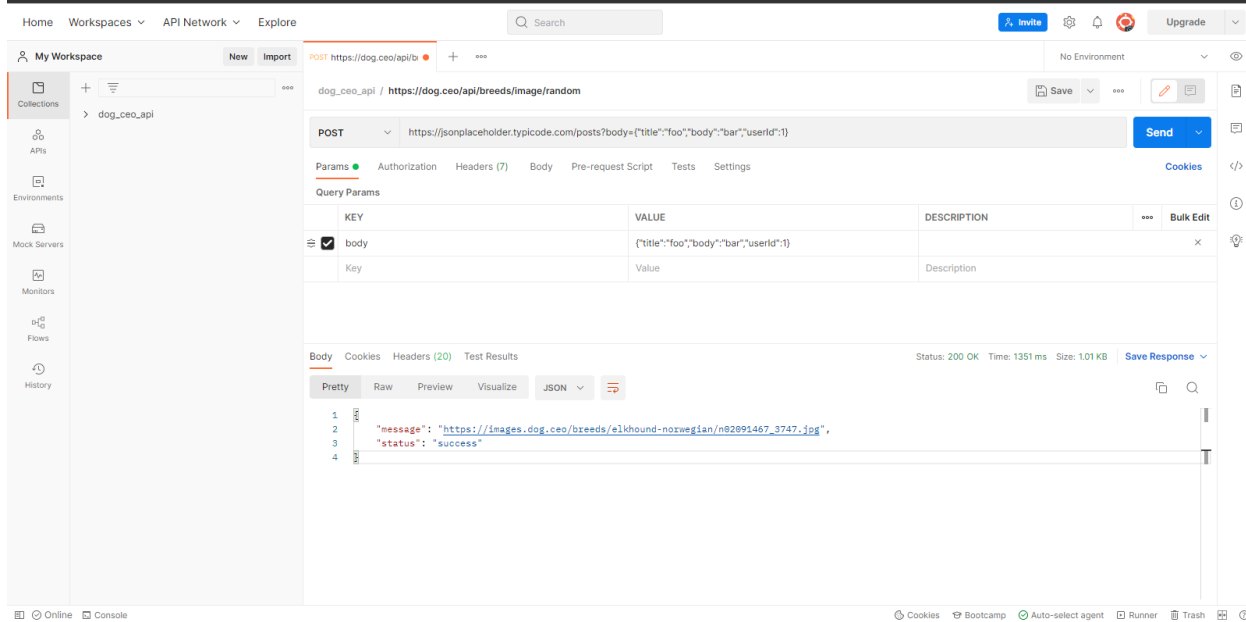 Home Workspaces API Network Explore Search Invite Upgrade
My Workspace New Import POST https://dog.ceo/api/br No Environment
dog_ceo_api / https://dog.ceo/api/breeds/image/random Save
Collections
dog_ceo_api
POST https://jsonplaceholder.typicode.com/posts?body={"title":"foo","body":"bar","userId":1} Send
APIs
Params Authorization Headers (7) Body Pre-request Script Tests Settings Cookies
Query Params
Environments
KEY VALUE DESCRIPTION Bulk Edit
body {"title":"foo","body":"bar","userId":1}
Mock Servers
Key Value Description
Monitors
Flows
Body Cookies Headers (20) Test Results Status: 200 OK Time: 1351 ms Size: 1.01 KB Save Response
History
Pretty Raw Preview Visualize JSON
1 {
2 "message": "https://images.dog.ceo/breeds/elkhound-norwegian/n02091467_3747.jpg",
3 "status": "success"
4 }
Online Console Cookies Bootcamp Auto-select agent Runner Trash